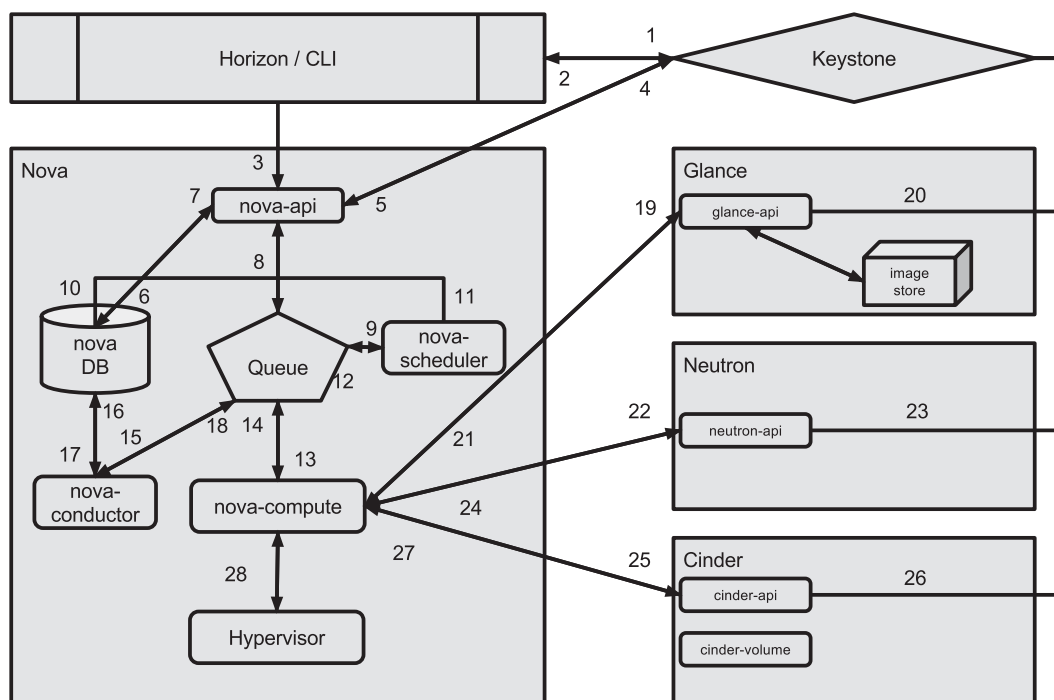 Horizon / CLI
1
2
Keystone
4
3
Nova
nova-api
5
7
8
10
6
11
nova
DB
9
nova-
scheduler
Queue
12
16
15
18
14
17
13
nova-
conductor
nova-compute
28
Hypervisor
19
21
22
24
27
25
Glance
glance-api
20
image
store
Neutron
neutron-api
23
Cinder
cinder-api
26
cinder-volume